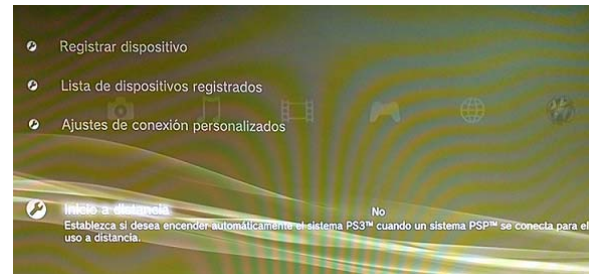 Registrar dispositivo
Lista de dispositivos registrados
Ajustes de conexión personalizados
Inicio a distancia No
Establezca si desea encender automáticamente el sistema PS3™ cuando un sistema PSP™ se conecta para el
uso a distancia.